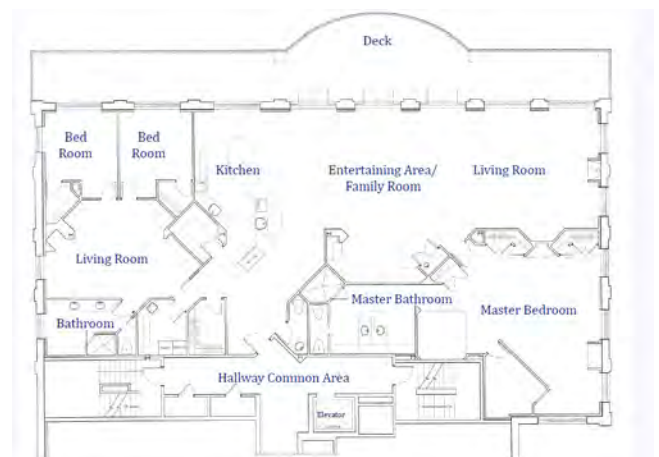 Deck
Bed
Room
Bed
Room
Kitchen
Entertaining Area/
Family Room
Living Room
Living Room
Bathroom
Master Bathroom
Master Bedroom
Hallway Common Area
Elevator